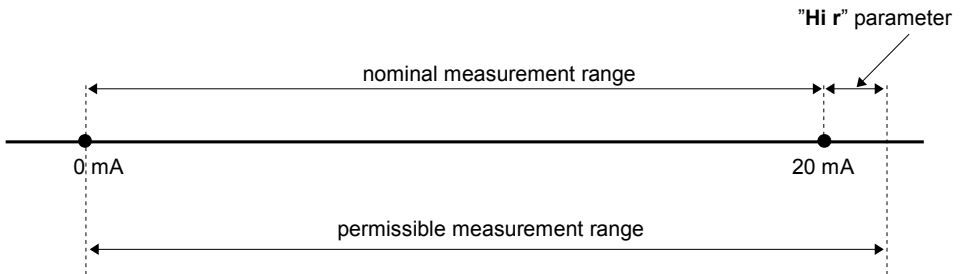 ”Hi r” parameter
nominal measurement range
0 mA
20 mA
permissible measurement range